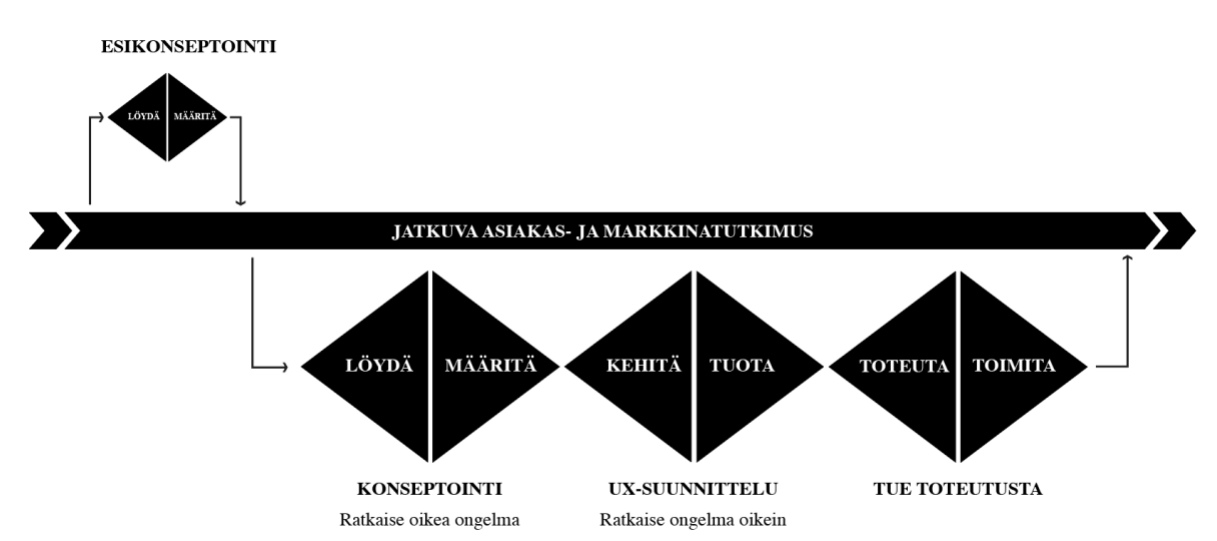 ESIKONSEPTOINTI
LÖYDÄ
MÄÄRITÄ
JATKUVA ASIAKAS- JA MARKKINATUTKIMUS
LÖYDÄ
MÄÄRITÄ
KEHITÄ
TUOTA
TOTEUTA
TOIMITA
KONSEPTOINTI
Ratkaise oikea ongelma
UX-SUUNNITTELU
Ratkaise ongelma oikein
TUE TOTEUTUSTA